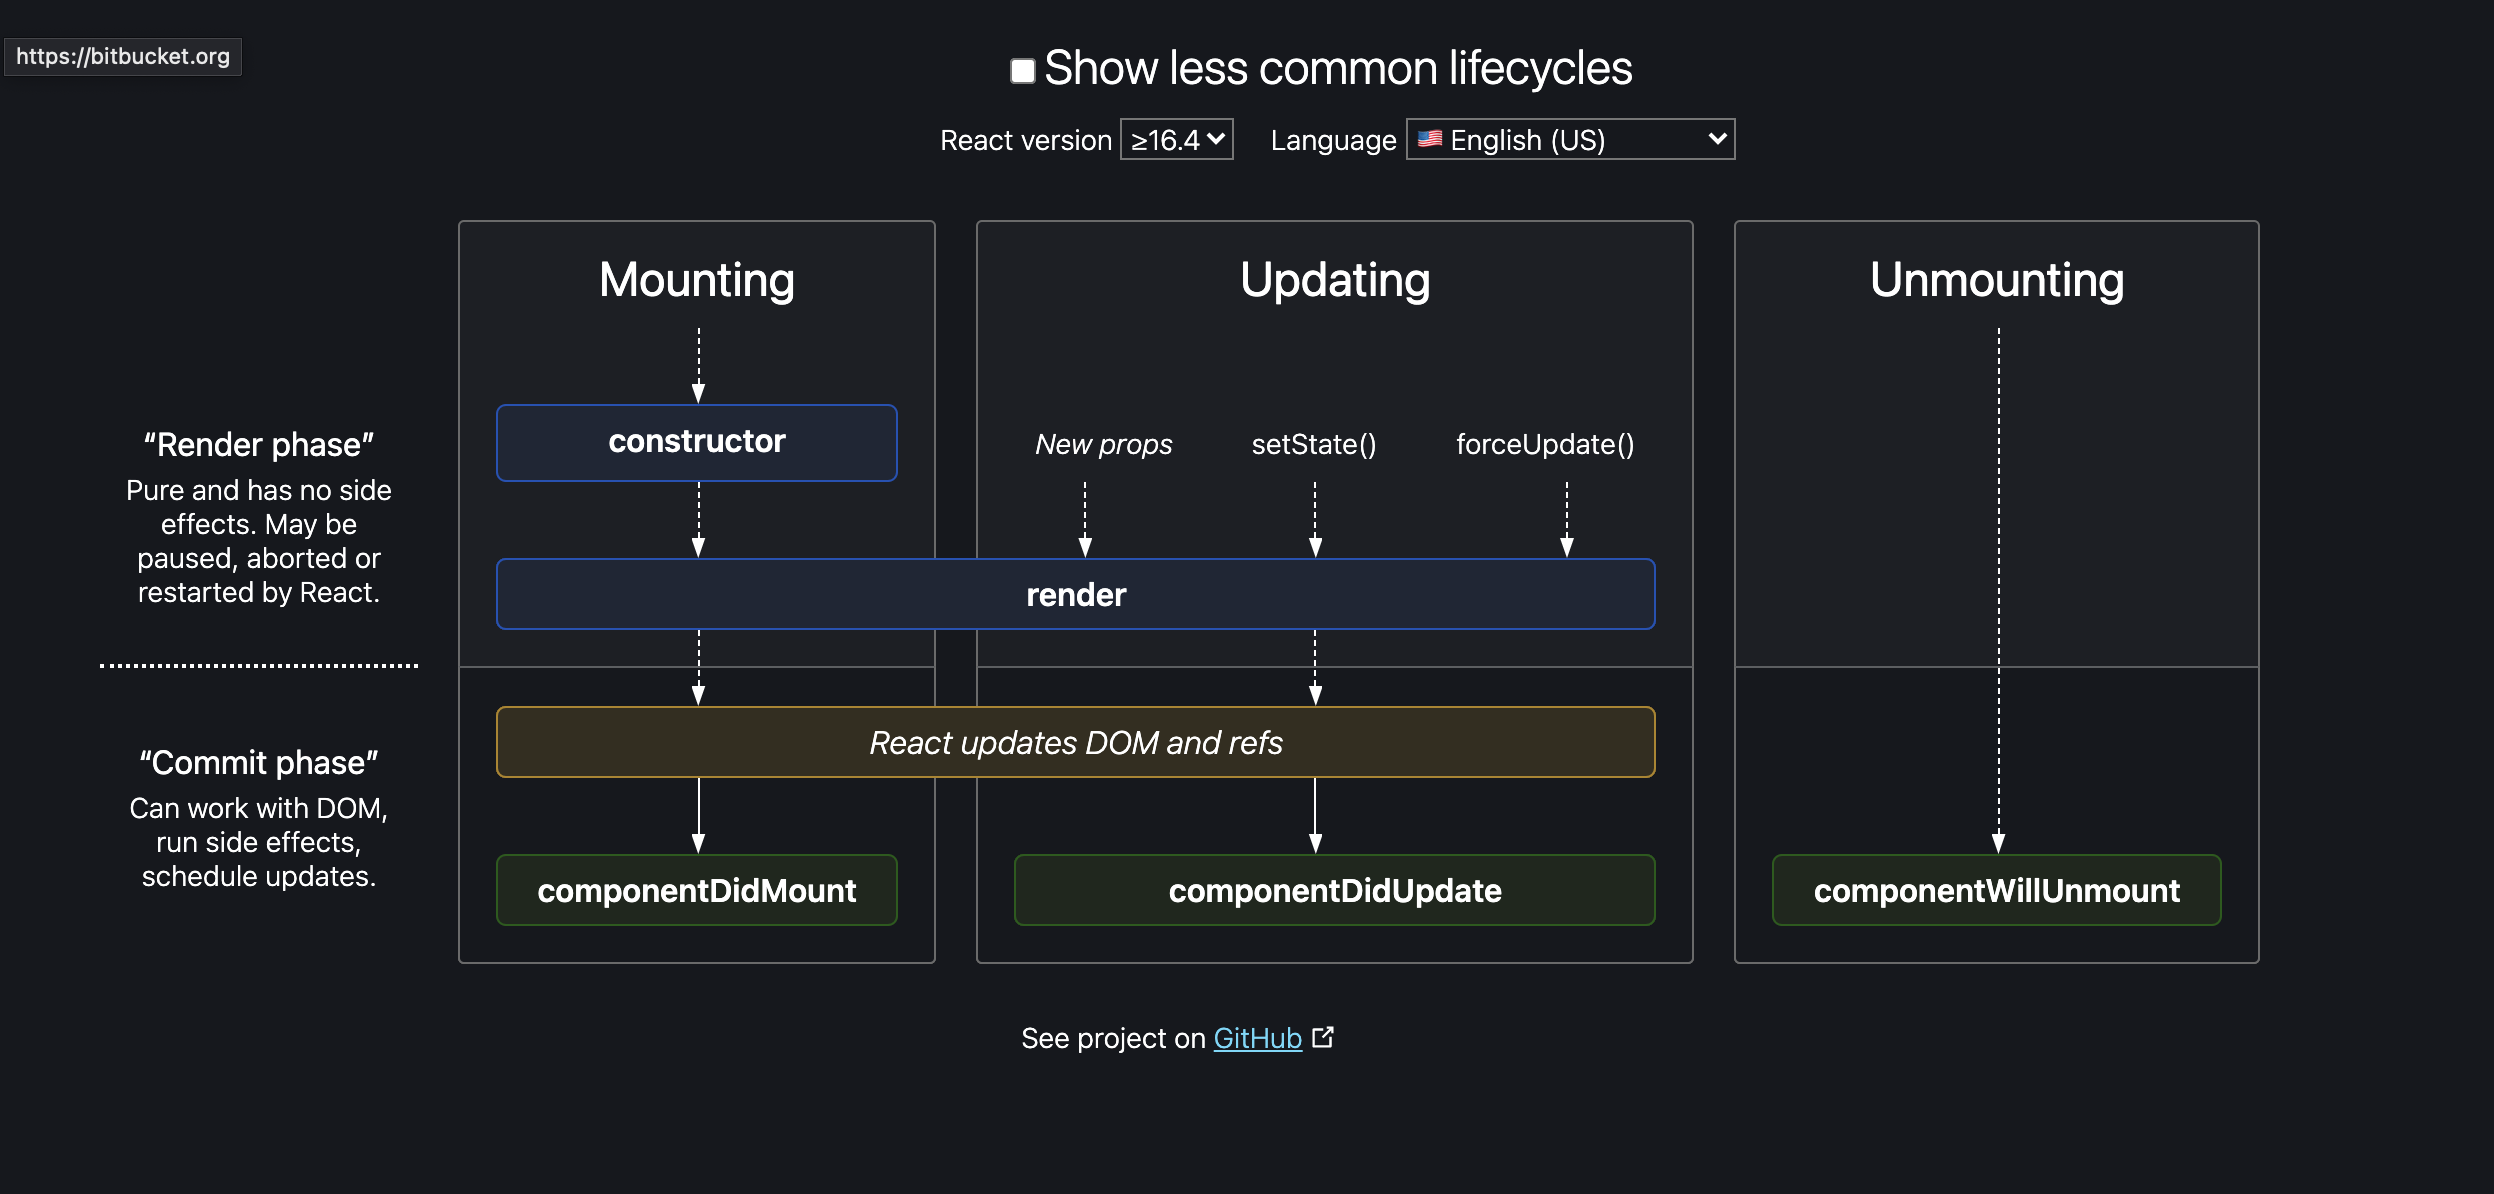 https://bitbucket.org
Show less common lifecycles
React version ≥16.4 Language 🇺🇸 English (US)
Mounting
Updating
Unmounting
“Render phase”
Pure and has no side
effects. May be
paused, aborted or
restarted by React.
constructor
New props
setState()
forceUpdate()
render
“Commit phase”
Can work with DOM,
run side effects,
schedule updates.
React updates DOM and refs
componentDidMount
componentDidUpdate
componentWillUnmount
See project on GitHub